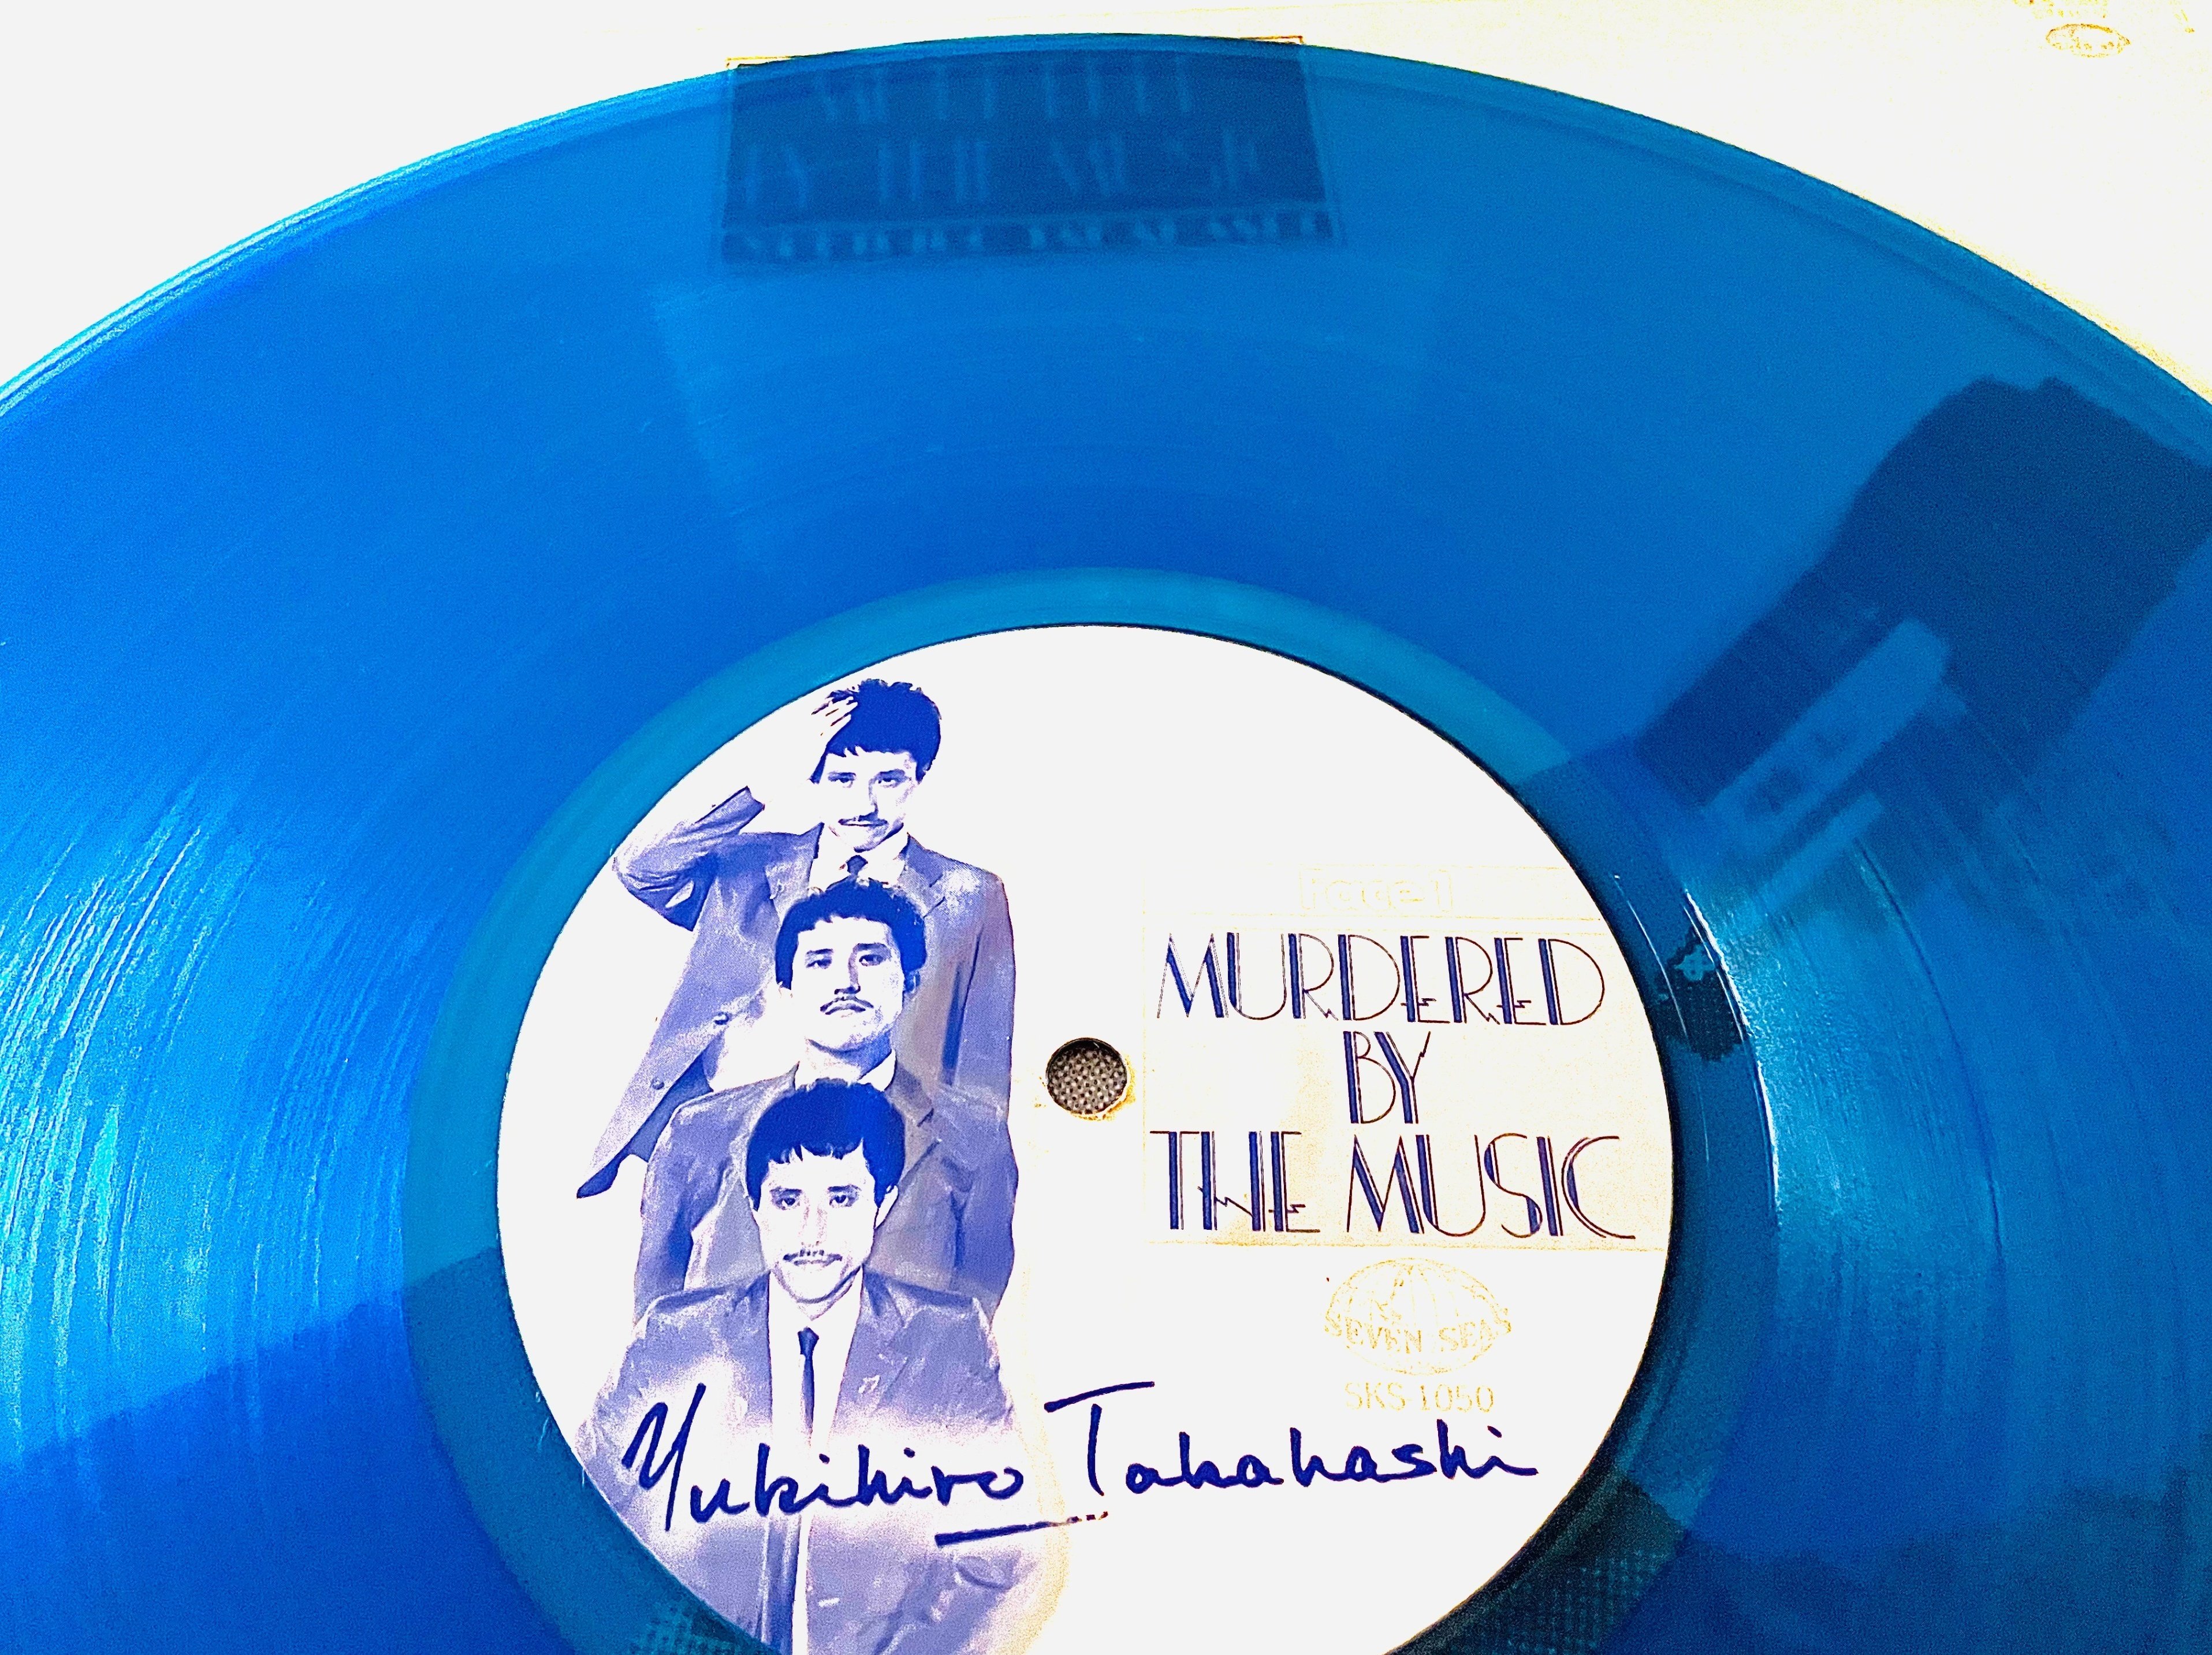 MURDERED
BY
THE MUSIC
SEVEN SEAS
SKS 1050
Yukihiro Takahashi